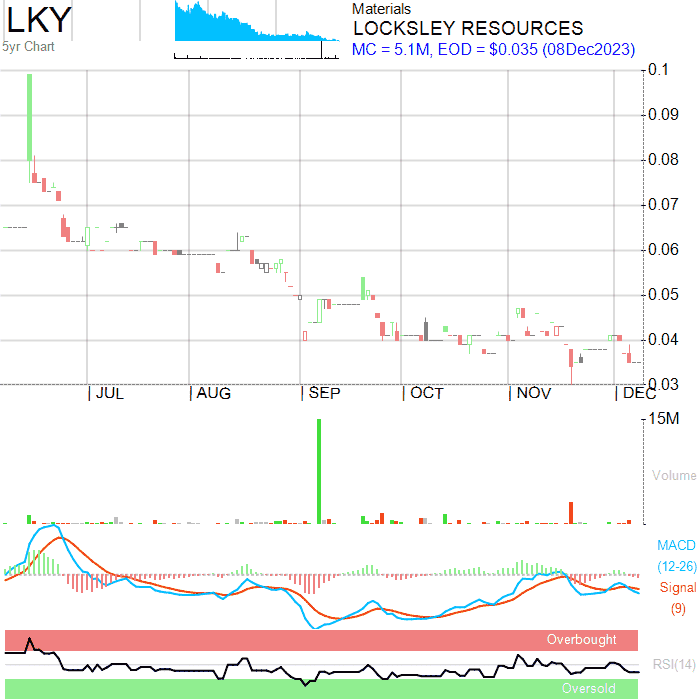 LKY
5yr Chart
Materials
LOCKSLEY RESOURCES
MC = 5.1M, EOD = $0.035 (08Dec2023)
0.1
0.09
0.08
0.07
0.06
0.05
0.04
0.03
JUL AUG SEP OCT NOV DEC
15M
Volume
MACD
(12-26)
Signal
(9)
Overbought
RSI(14)
Oversold